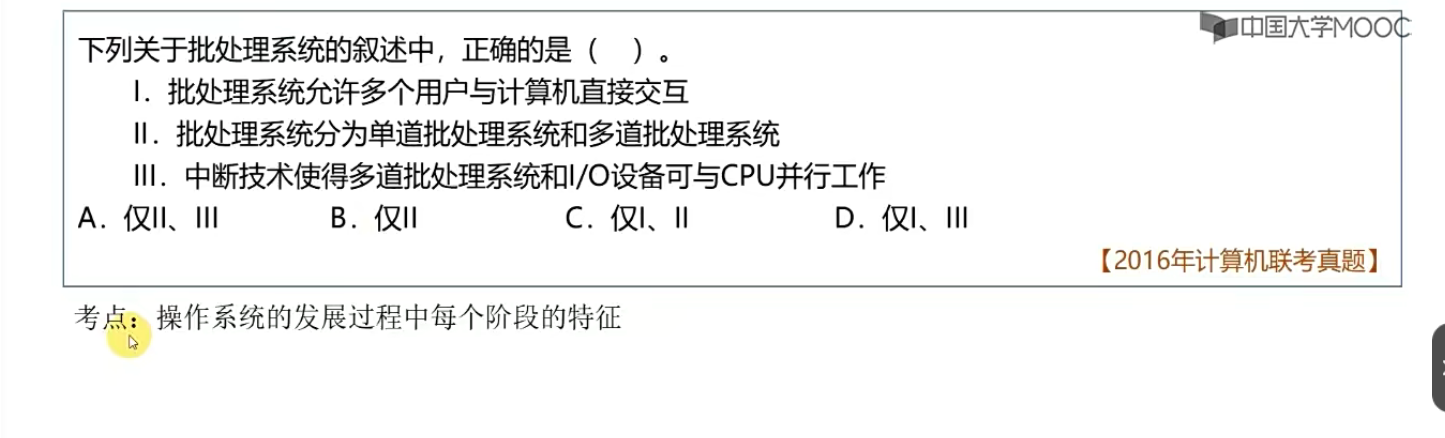 中国大学MOOC
下列关于批处理系统的叙述中，正确的是（　）。
I．批处理系统允许多个用户与计算机直接交互
II．批处理系统分为单道批处理系统和多道批处理系统
III．中断技术使得多道批处理系统和I/O设备可与CPU并行工作
A．仅II、III　B．仅II　C．仅I、II　D．仅I、III
【2016年计算机联考真题】
考点：操作系统的发展过程中每个阶段的特征